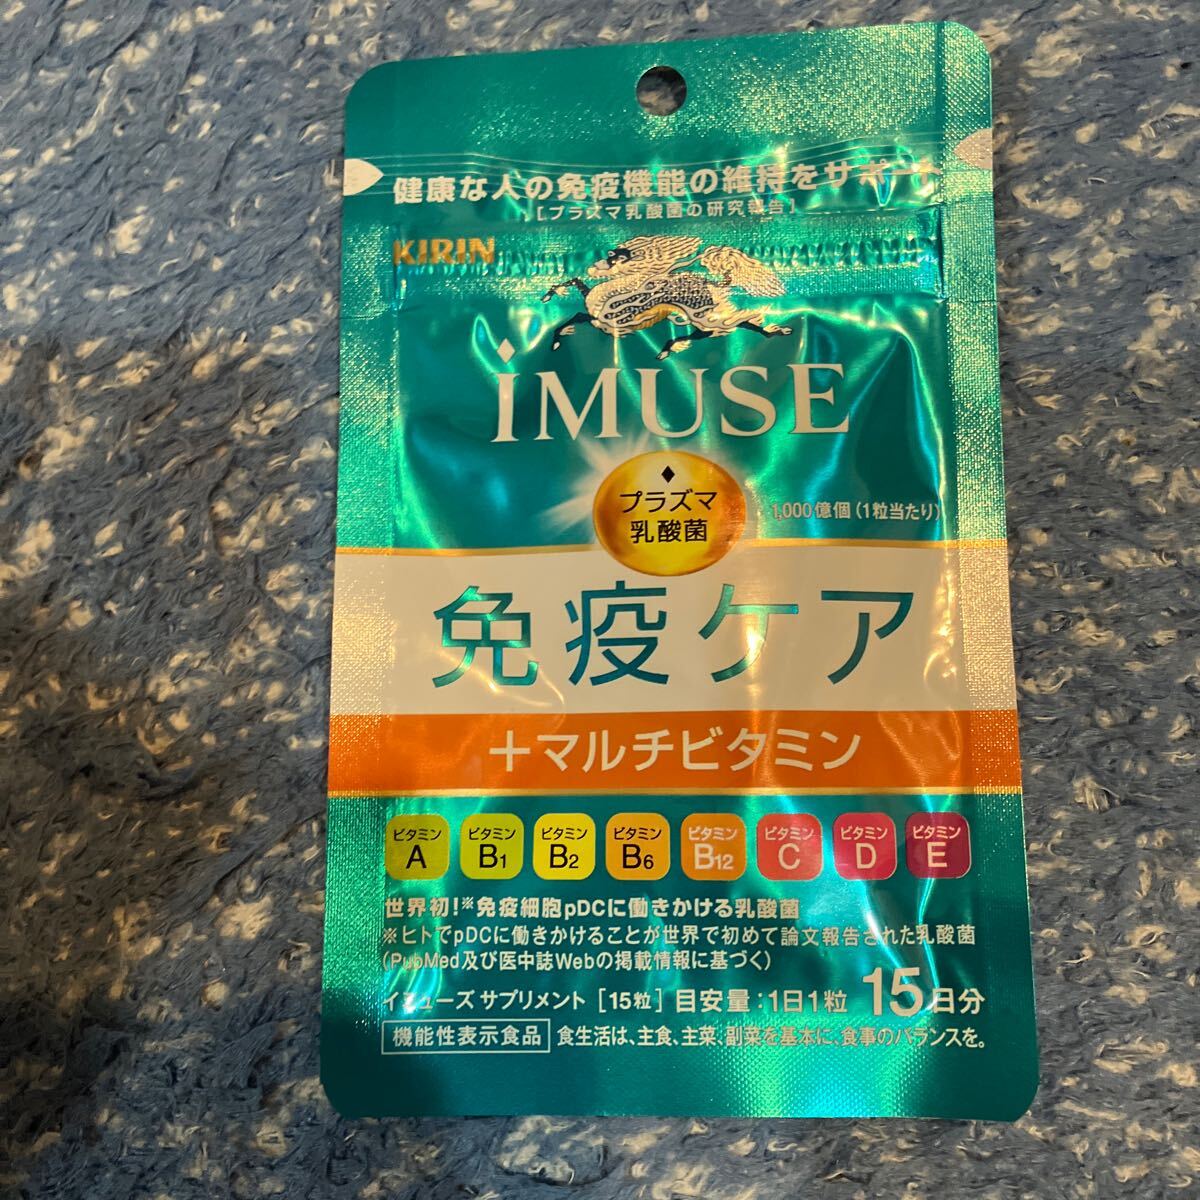 健康な人の免疫機能の維持をサポート
[プラズマ乳酸菌の研究報告]
KIRIN
iMUSE
プラズマ
乳酸菌
1,000億個(1粒当たり)
免疫ケア
+マルチビタミン
ビタミン A
ビタミン B1
ビタミン B2
ビタミン B6
ビタミン B12
ビタミン C
ビタミン D
ビタミン E
世界初!※免疫細胞pDCに働きかける乳酸菌
※ヒトでpDCに働きかけることが世界で初めて論文報告された乳酸菌
(PubMed及び医中誌Webの掲載情報に基づく)
イミューズ サプリメント [15粒] 目安量:1日1粒 15日分
機能性表示食品 食生活は、主食、主菜、副菜を基本に、食事のバランスを。